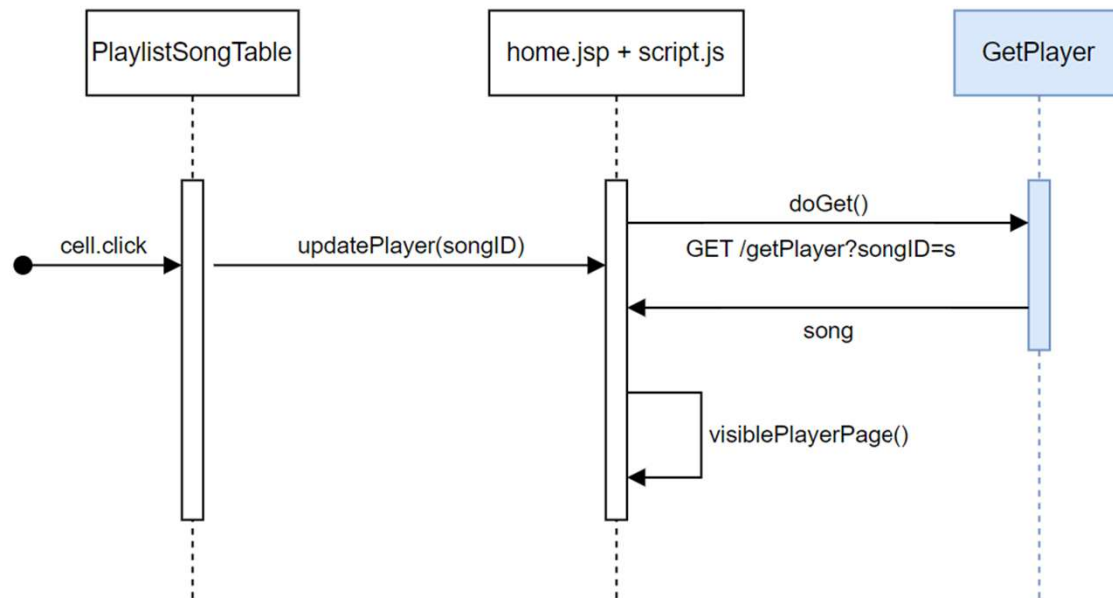 PlaylistSongTable
home.jsp + script.js
GetPlayer
cell.click
updatePlayer(songID)
doGet()
GET /getPlayer?songID=s
song
visiblePlayerPage()